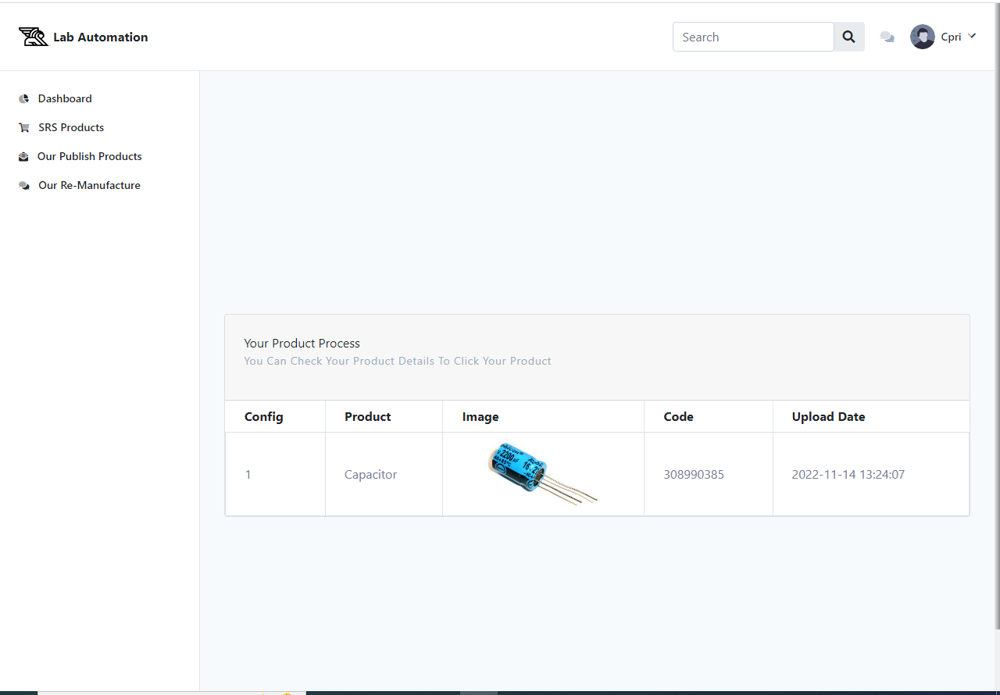 Lab Automation
Search
Cpri
Dashboard
SRS Products
Our Publish Products
Our Re-Manufacture
Your Product Process
You Can Check Your Product Details To Click Your Product
Config Product Image Code Upload Date
1 Capacitor 308990385 2022-11-14 13:24:07
2200µF